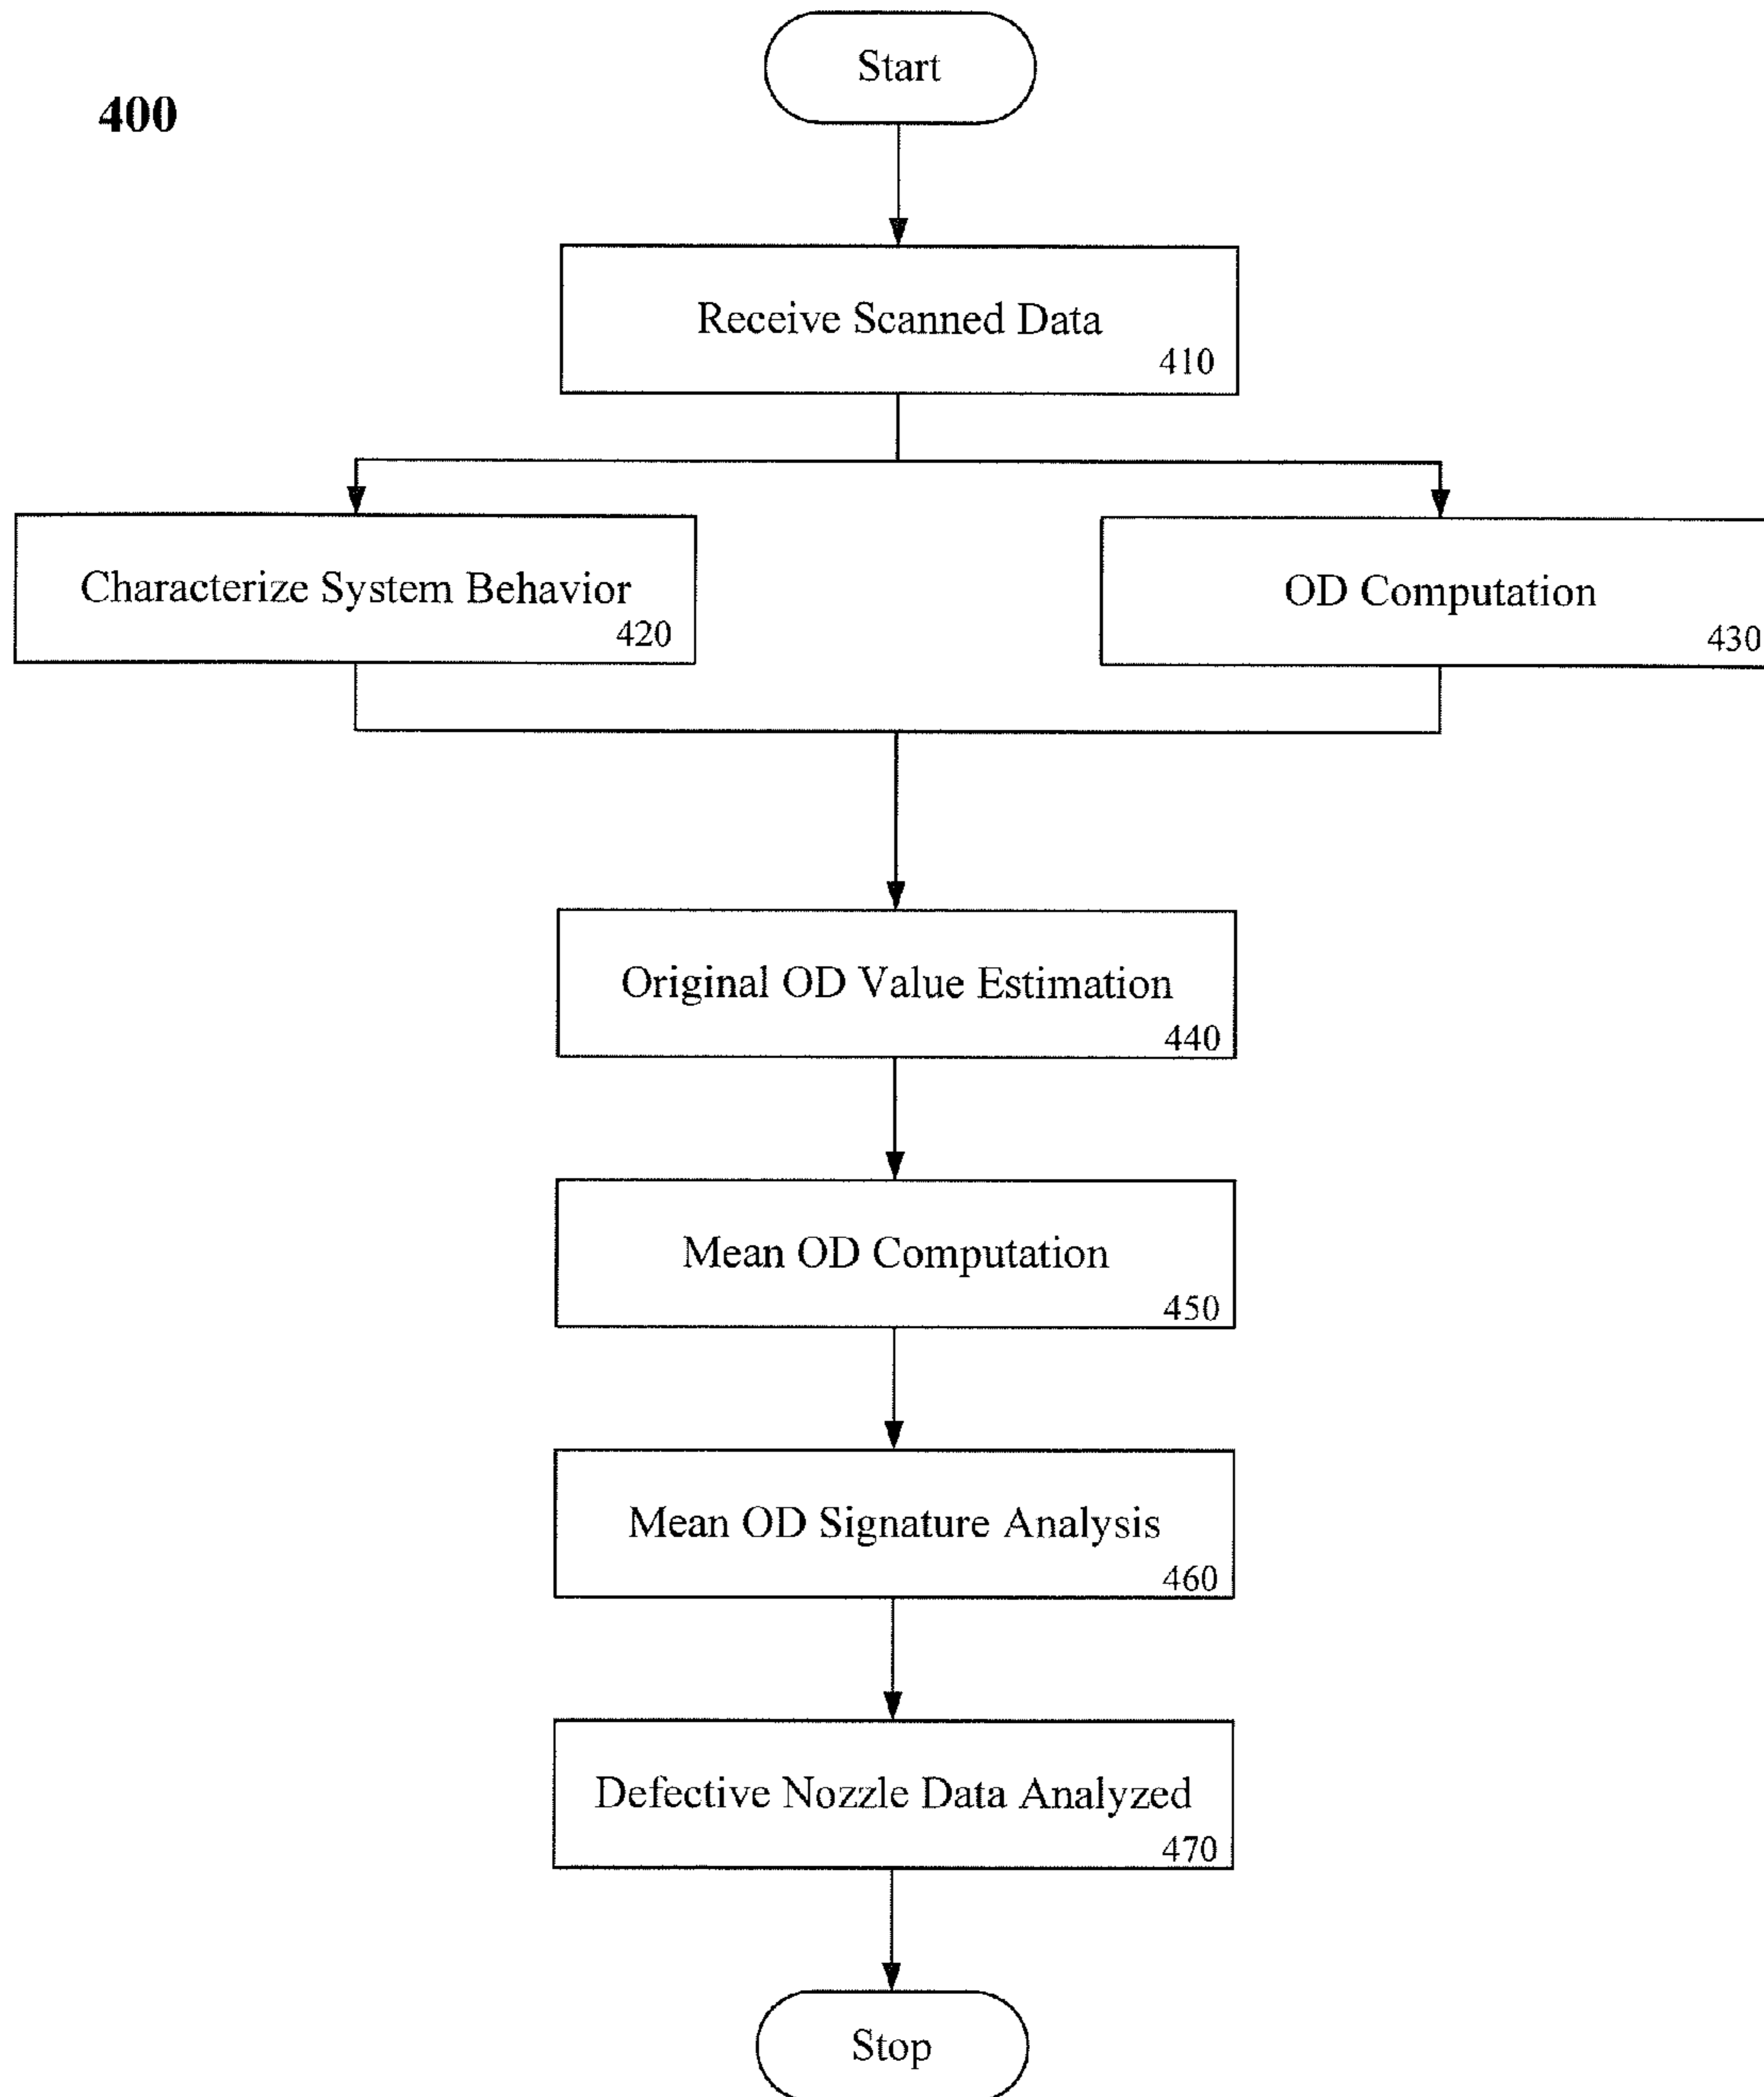 Start
400
Receive Scanned Data
410
Characterize System Behavior
420
OD Computation
430
Original OD Value Estimation
440
Mean OD Computation
450
Mean OD Signature Analysis
460
Defective Nozzle Data Analyzed
470
Stop